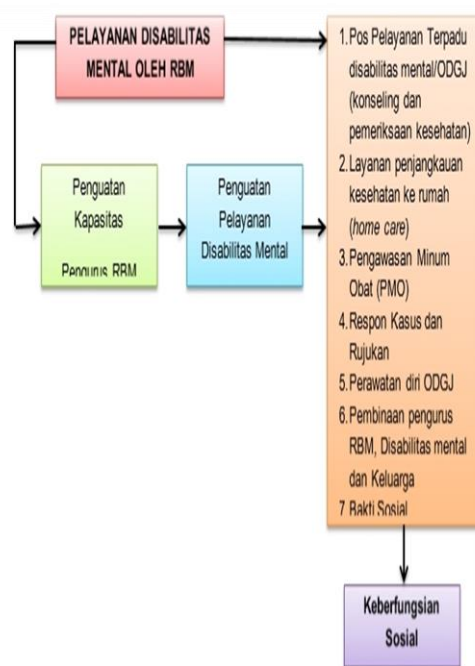 PELAYANAN DISABILITAS
MENTAL OLEH RBM
Penguatan
Kapasitas
Pengurus RBM
Penguatan
Pelayanan
Disabilitas Mental
1.Pos Pelayanan Terpadu
disabilitas mental/ODGJ
(konseling dan
pemeriksaan kesehatan)
2.Layanan penjangkauan
kesehatan ke rumah
(home care)
3.Pengawasan Minum
Obat (PMO)
4.Respon Kasus dan
Rujukan
5.Perawatan diri ODGJ
6.Pembinaan pengurus
RBM, Disabilitas mental
dan Keluarga
7.Bakti Sosial
Keberfungsian
Sosial